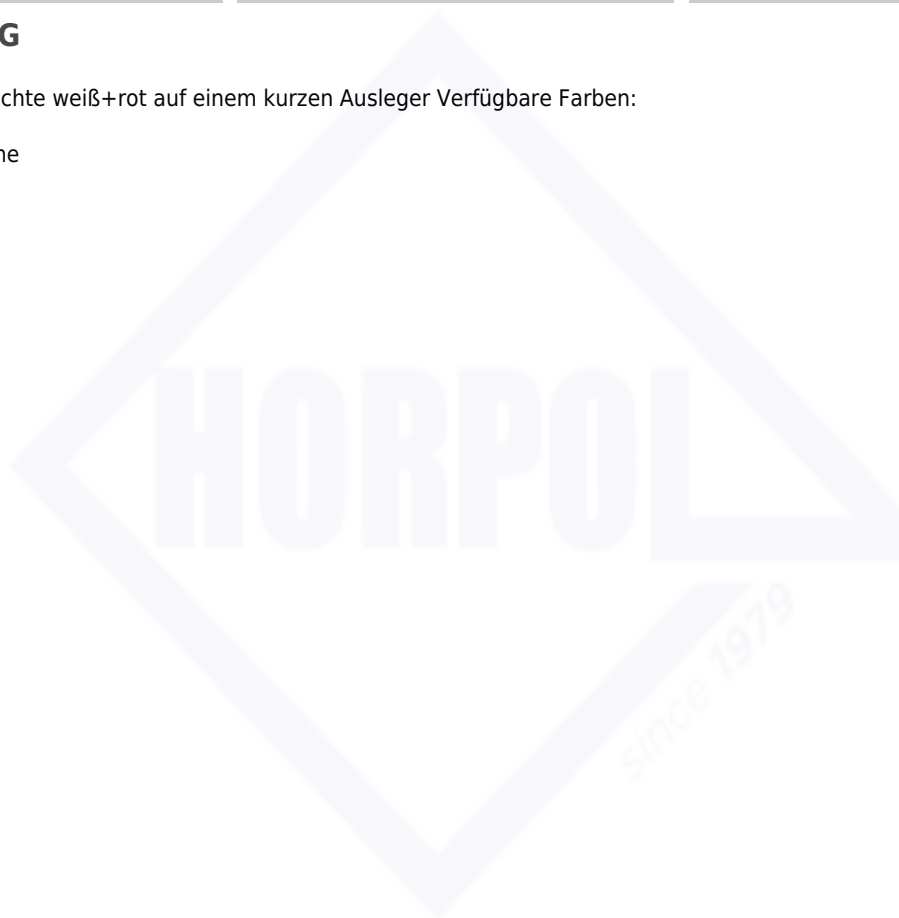 G
chte weiß+rot auf einem kurzen Ausleger Verfügbare Farben:
ne
HORPOL
since 1979